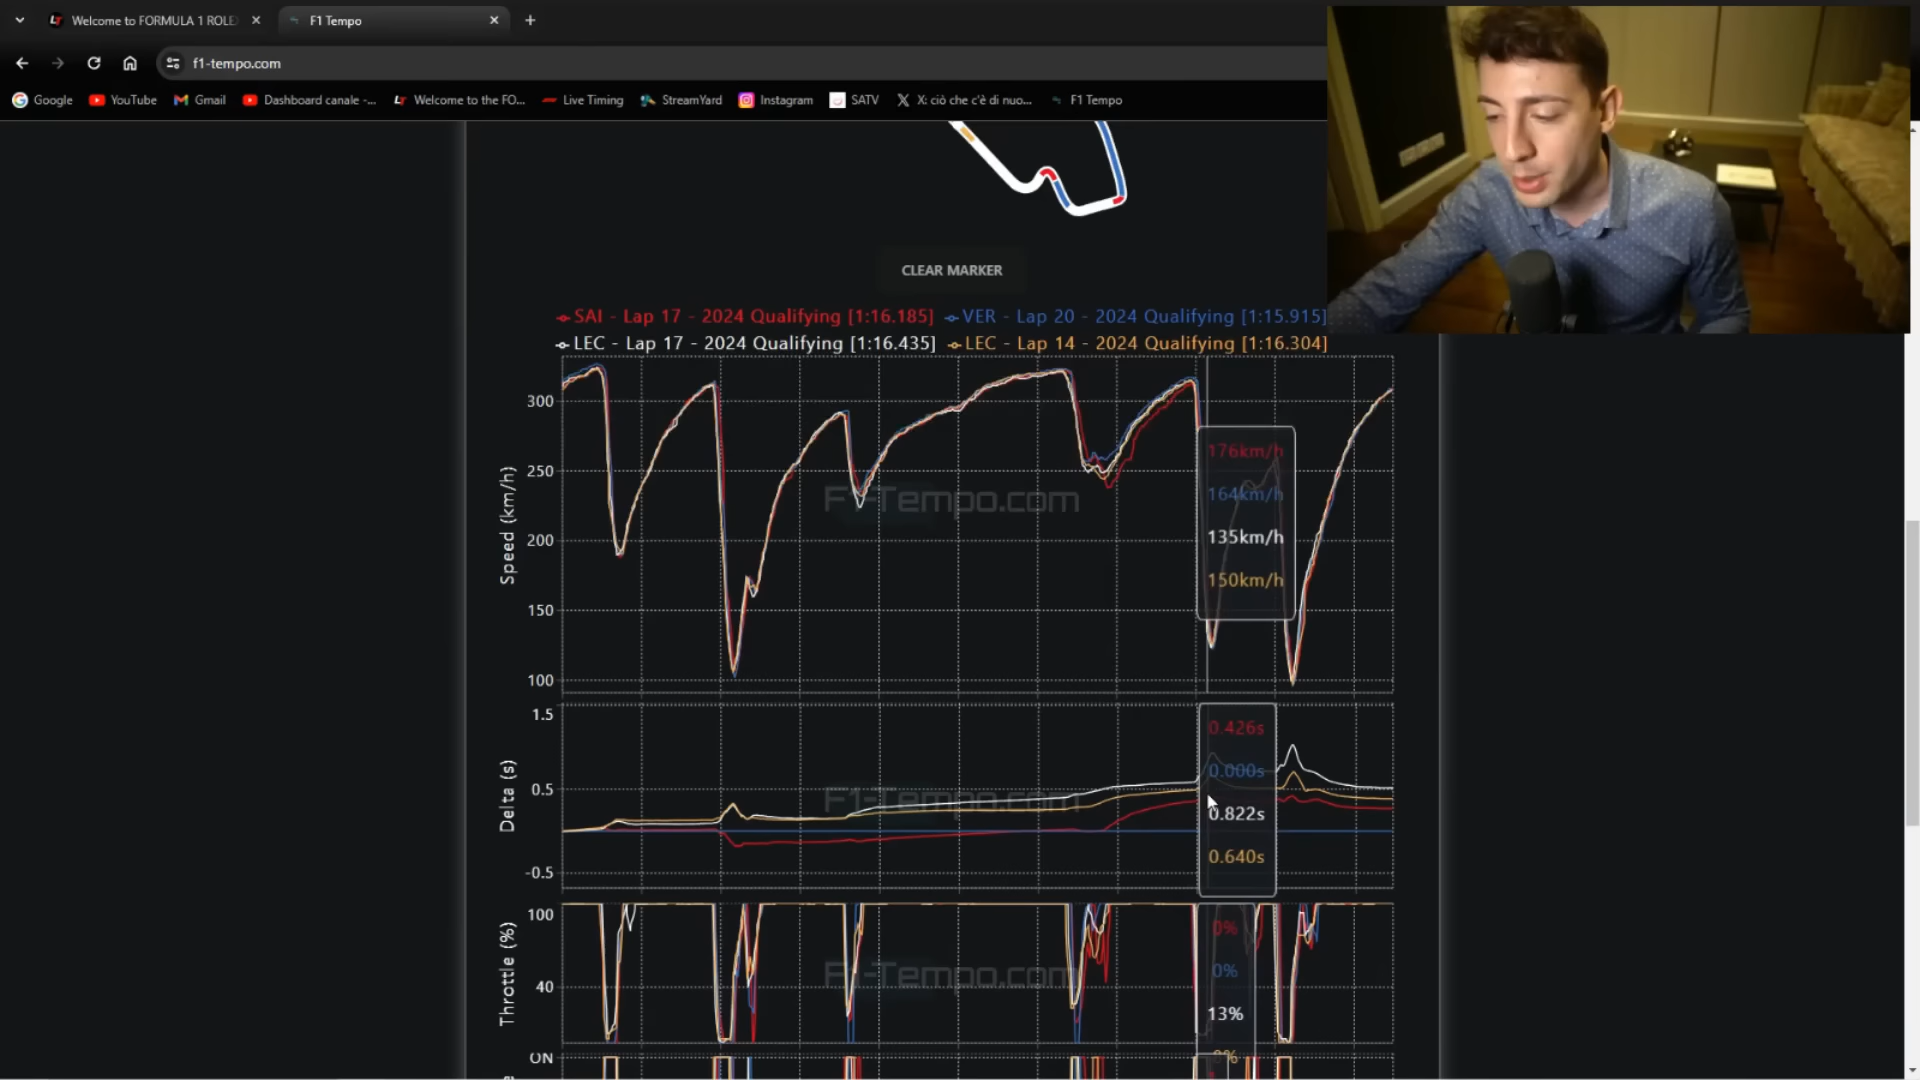 Welcome to FORMULA 1 ROLE
F1 Tempo
f1-tempo.com
Google
YouTube
Gmail
Dashboard canale -...
Welcome to the FO...
Live Timing
StreamYard
Instagram
SATV
X: ciò che c'è di nuo...
F1 Tempo
CLEAR MARKER
SAI - Lap 17 - 2024 Qualifying [1:16.185]
VER - Lap 20 - 2024 Qualifying [1:15.915]
LEC - Lap 17 - 2024 Qualifying [1:16.435]
LEC - Lap 14 - 2024 Qualifying [1:16.304]
Speed (km/h)
300
250
200
150
100
F1-Tempo.com
176km/h
164km/h
135km/h
150km/h
Delta (s)
1.5
0.5
-0.5
F1-Tempo.com
0.426s
0.000s
0.822s
0.640s
Throttle (%)
100
40
F1-Tempo.com
0%
0%
13%
0%
ON